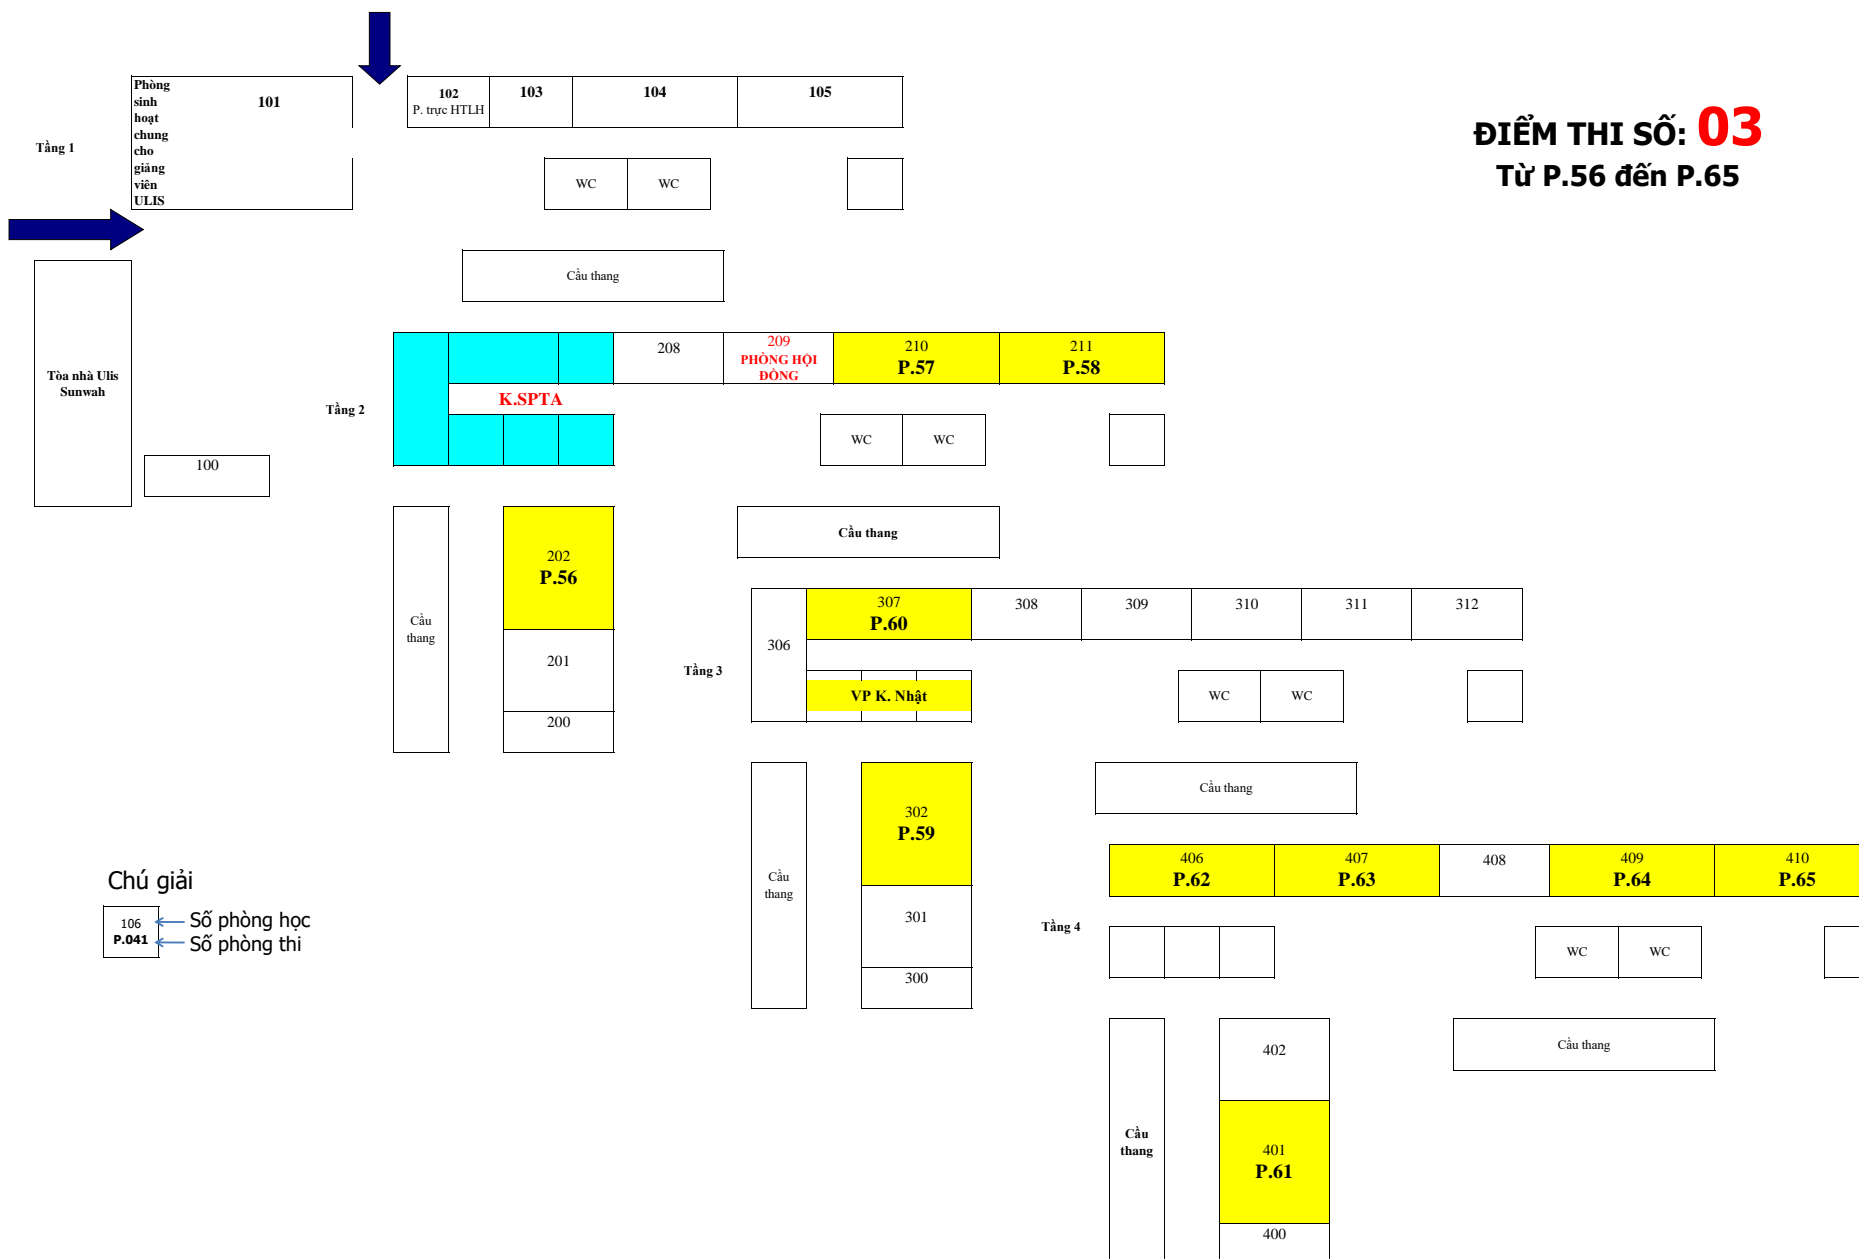 Phòng
sinh
hoạt
chung
cho
giảng
viên
ULIS
101
102
P. trực HTLH
103
104
105
Tầng 1
WC
WC
ĐIỂM THI SỐ: 03
Từ P.56 đến P.65
Cầu thang
Tòa nhà Ulis
Sunwah
100
208
209
PHÒNG HỘI
ĐỒNG
210
P.57
211
P.58
K.SPTA
Tầng 2
WC
WC
Cầu
thang
202
P.56
201
200
Cầu thang
306
307
P.60
308
309
310
311
312
Tầng 3
VP K. Nhật
WC
WC
Cầu
thang
302
P.59
301
300
Cầu thang
406
P.62
407
P.63
408
409
P.64
410
P.65
Tầng 4
WC
WC
Cầu
thang
402
401
P.61
400
Cầu thang
Chú giải
106
P.041
Số phòng học
Số phòng thi